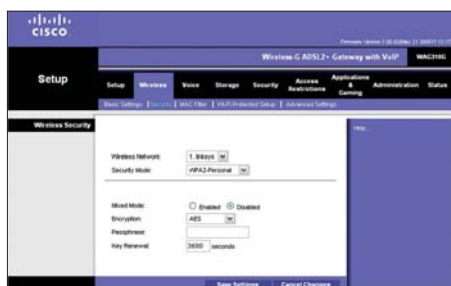 CISCO
Wireless-G ADSL2+ Gateway with VoIP WAG310G
Setup
Setup Wireless Voice Storage Security Access Restrictions Applications & Gaming Administration Status
Basic Settings | Security | MAC Filter | Wi-Fi Protected Setup | Advanced Settings
Wireless Security
Help...
Wireless Network: 1. linksys
Security Mode: WPA2-Personal
Mixed Mode: Enabled Disabled
Encryption: AES
Passphrase:
Key Renewal: 3600 seconds
Save Settings Cancel Changes